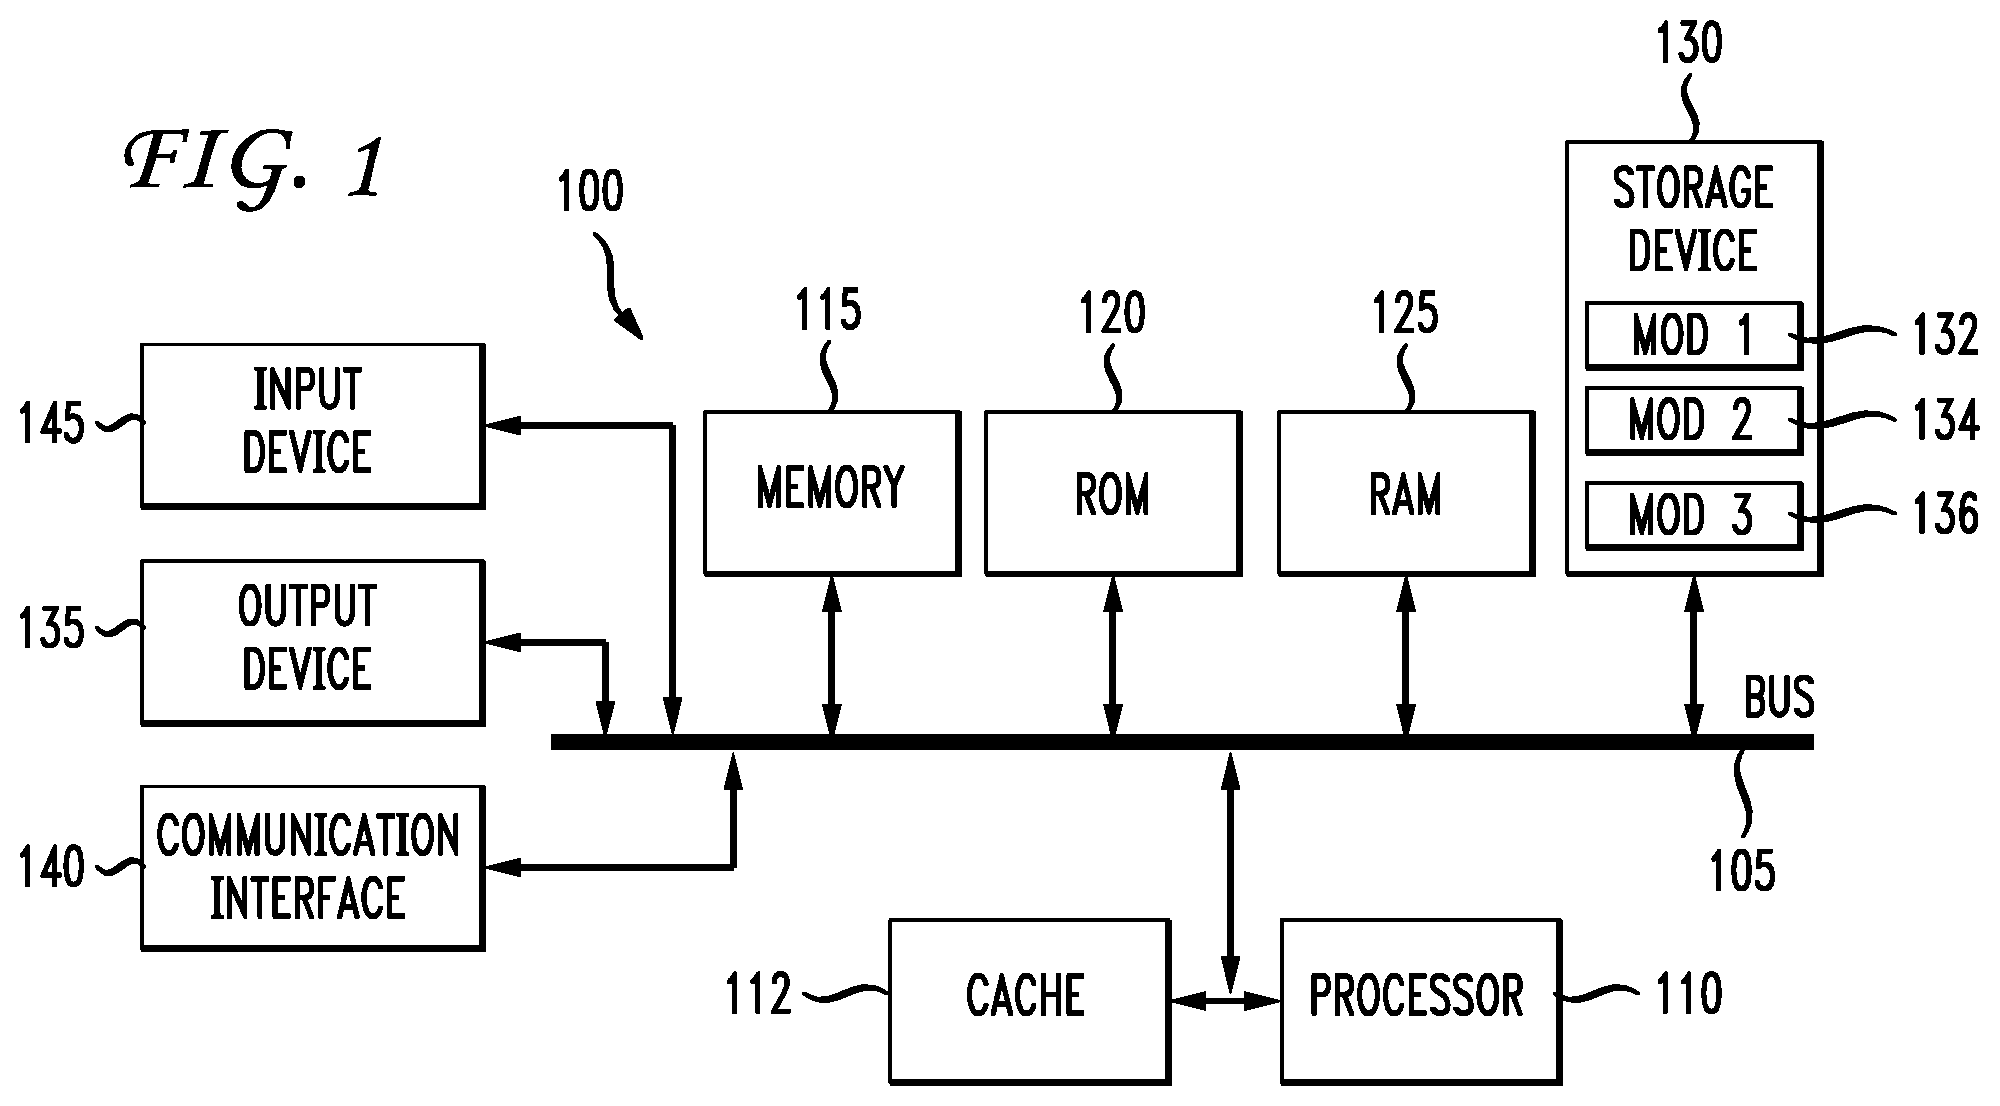 FIG. 1
100
130
STORAGE
DEVICE
MOD 1
132
MOD 2
134
MOD 3
136
115
MEMORY
120
ROM
125
RAM
145
INPUT
DEVICE
135
OUTPUT
DEVICE
140
COMMUNICATION
INTERFACE
BUS
105
112
CACHE
PROCESSOR
110